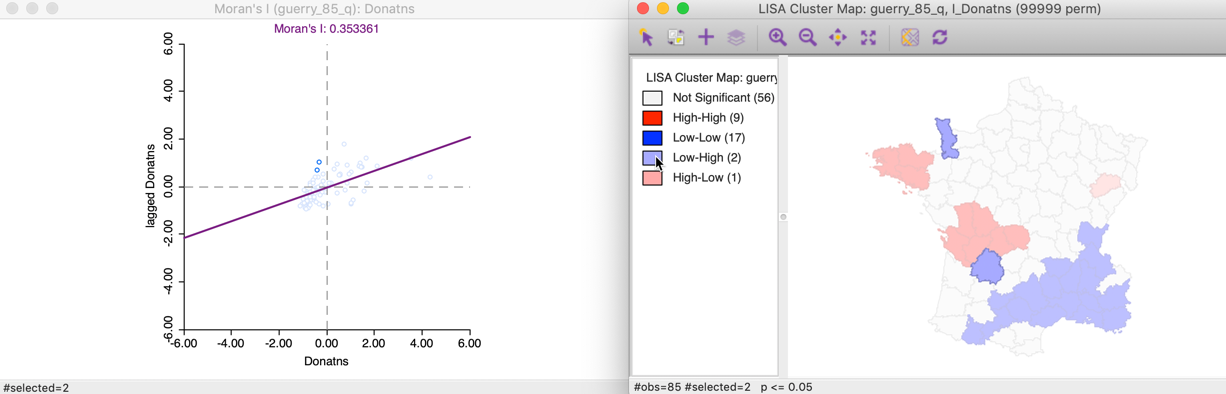 Moran's I (guerry_85_q): Donatns
Moran's I: 0.353361
6.00
4.00
2.00
0.00
-2.00
-4.00
-6.00
lagged Donatns
-6.00 -4.00 -2.00 0.00 2.00 4.00 6.00
Donatns
#selected=2
LISA Cluster Map: guerry_85_q, I_Donatns (99999 perm)
LISA Cluster Map: guerry
Not Significant (56)
High-High (9)
Low-Low (17)
Low-High (2)
High-Low (1)
#obs=85 #selected=2 p <= 0.05